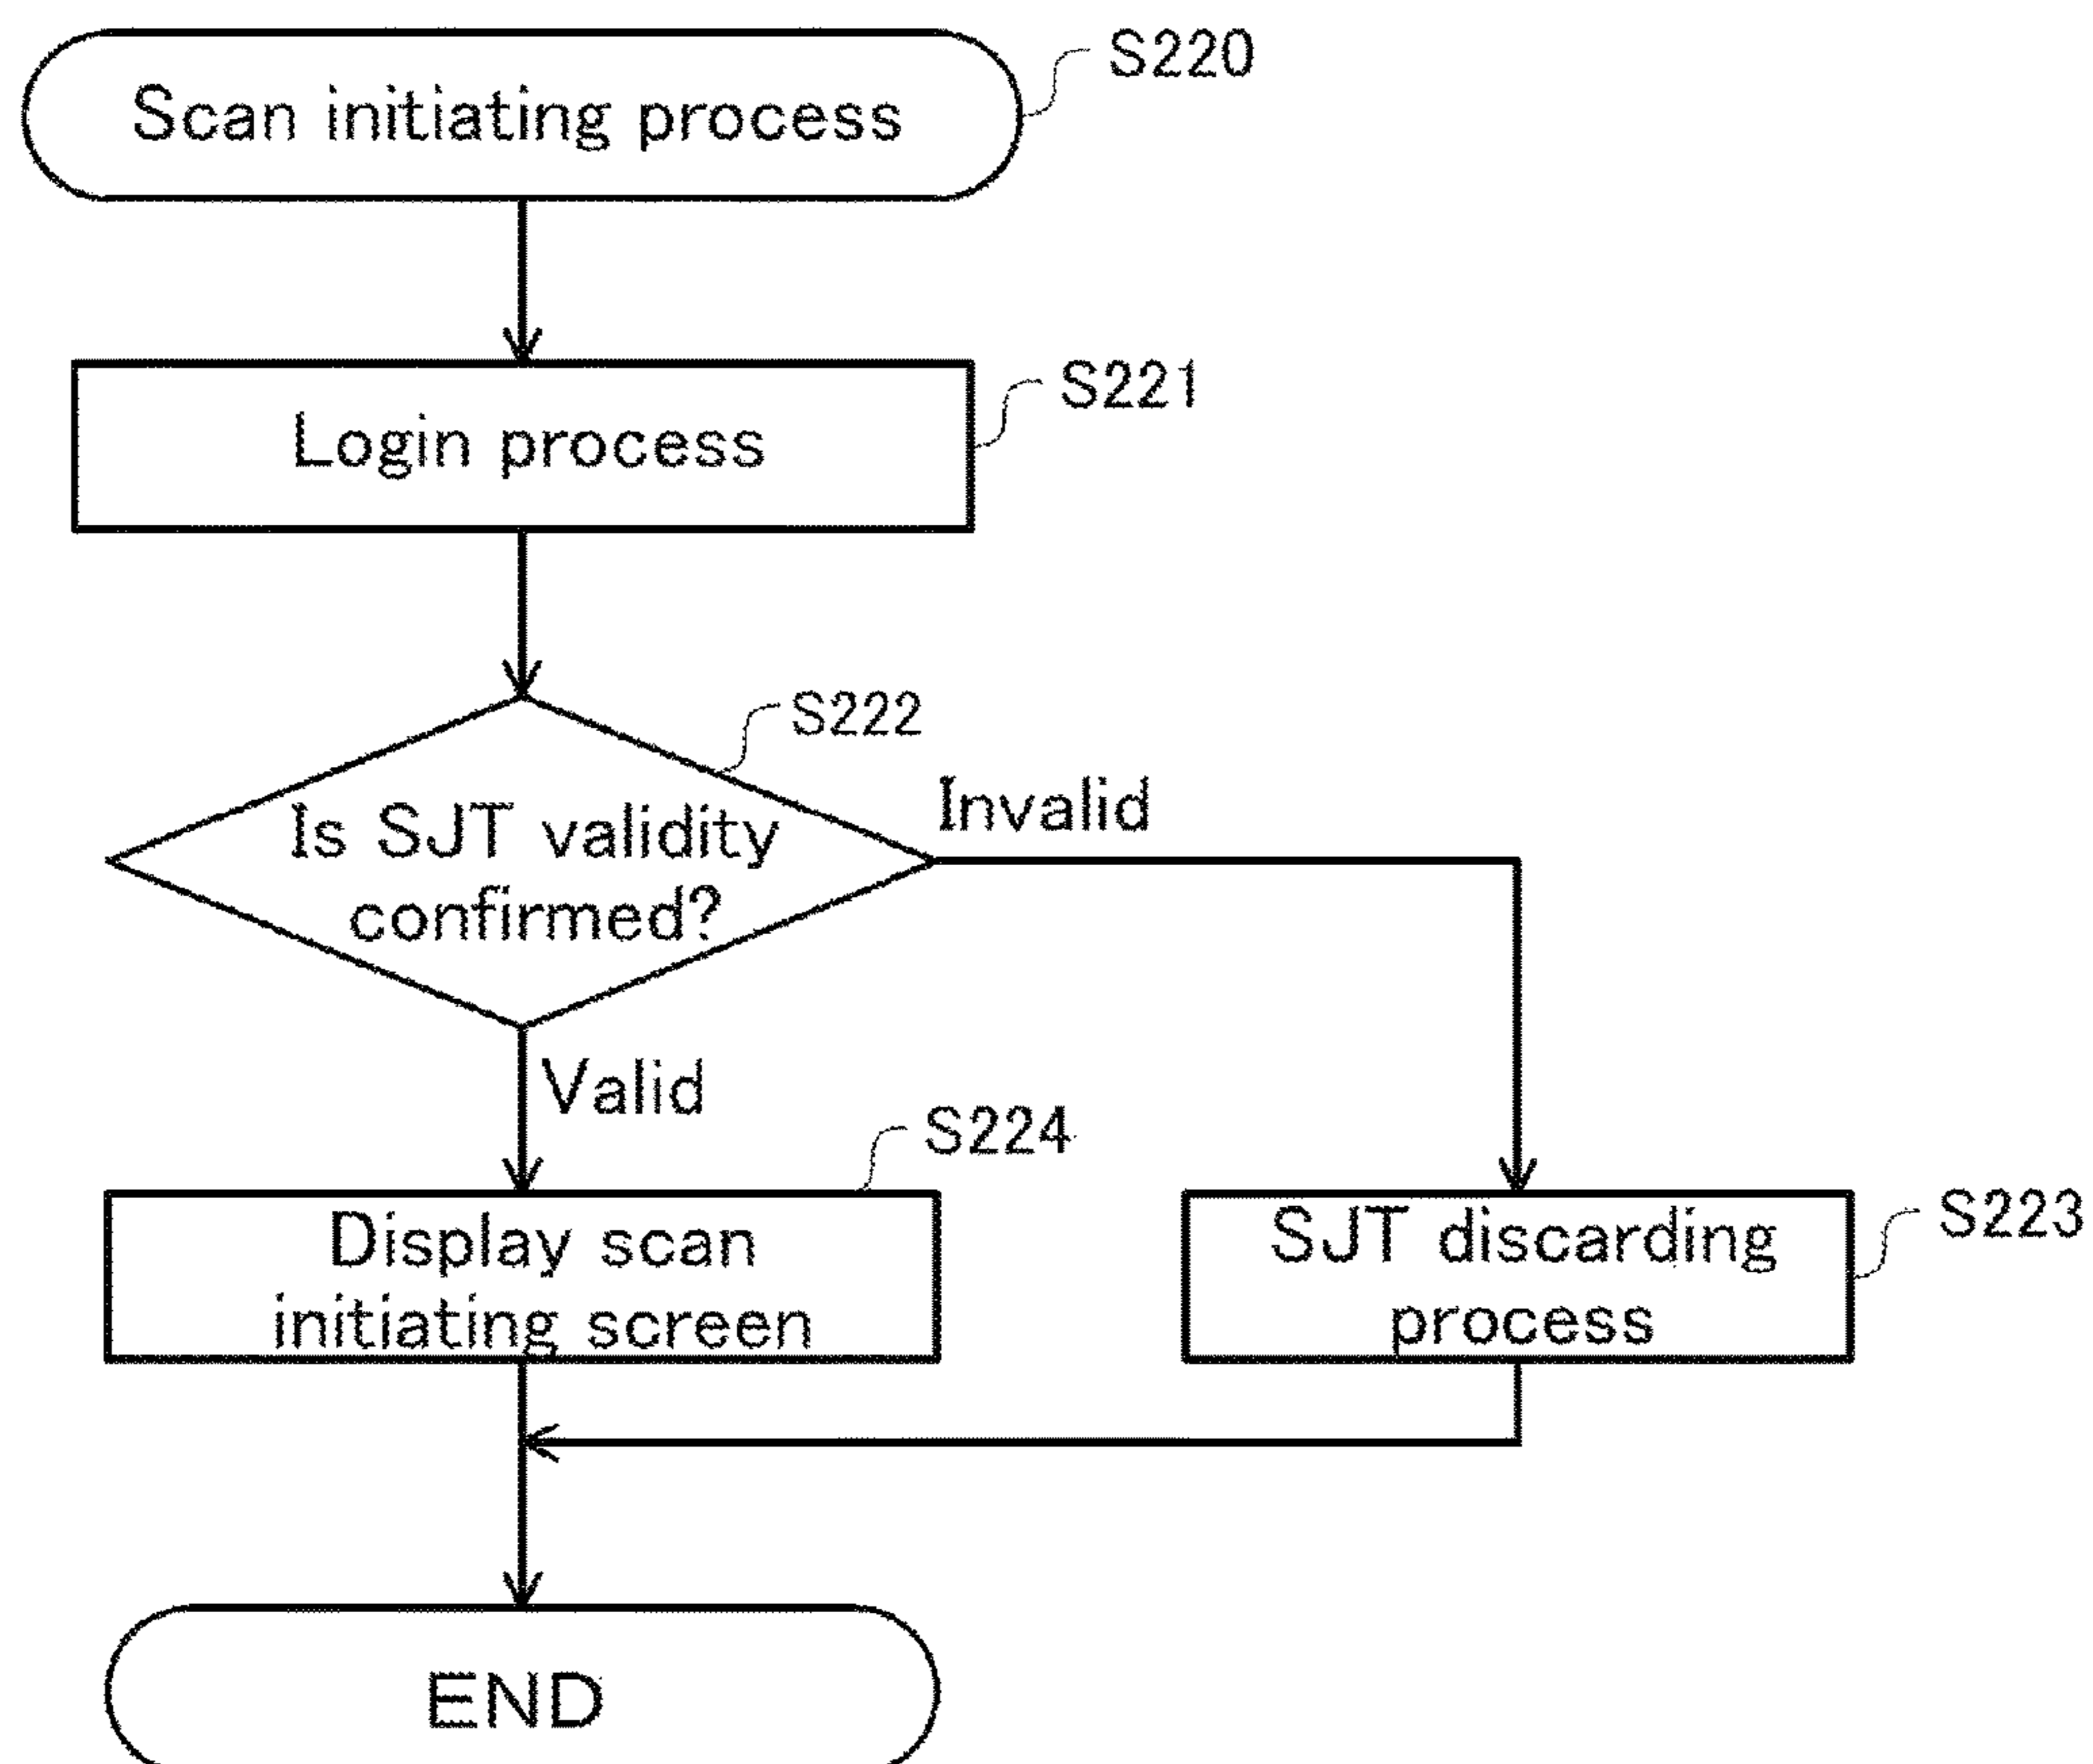 Scan initiating process
S220
Login process
S221
S222
Is SJT validity
confirmed?
Invalid
Valid
S224
Display scan
initiating screen
SJT discarding
process
S223
END